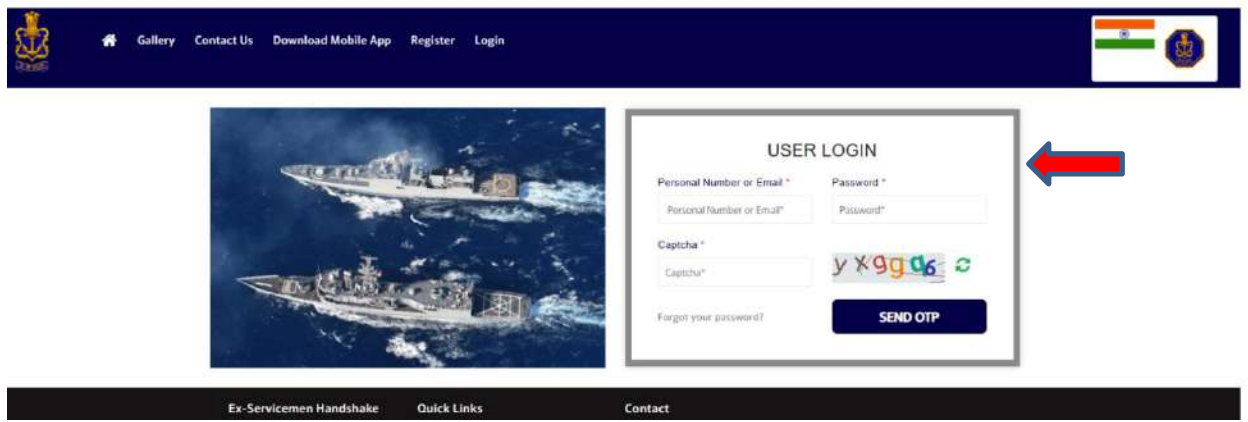 Gallery Contact Us Download Mobile App Register Login
USER LOGIN
Personal Number or Email * Password *
Personal Number or Email* Password*
Captcha *
Captcha*
Forgot your password? SEND OTP
Ex-Servicemen Handshake Quick Links Contact